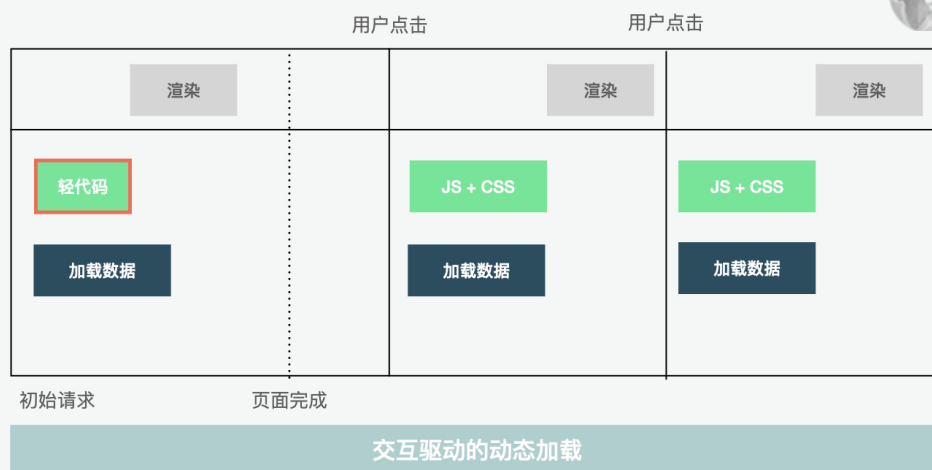 用户点击
用户点击
渲染
渲染
渲染
轻代码
JS + CSS
JS + CSS
加载数据
加载数据
加载数据
初始请求
页面完成
交互驱动的动态加载